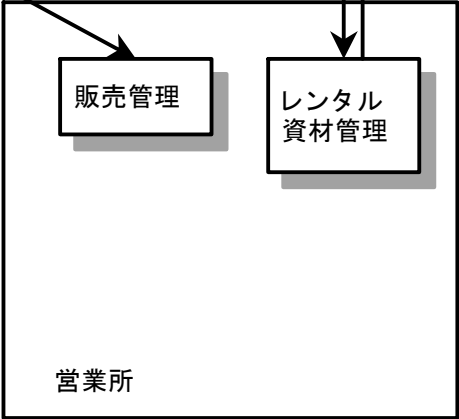 販売管理
レンタル
資材管理
営業所